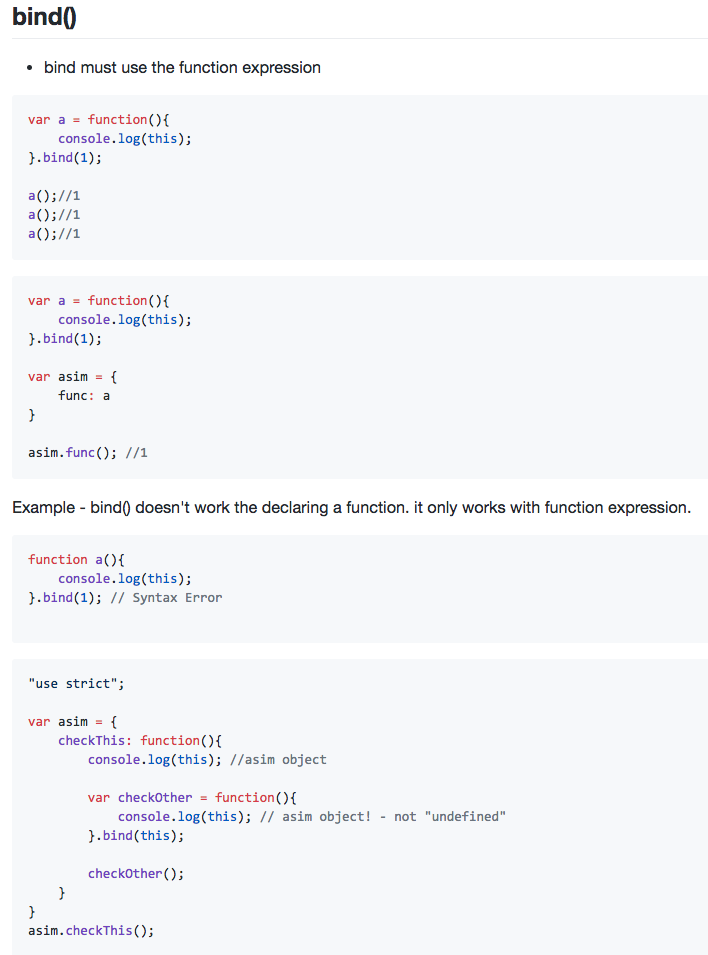 bind()
• bind must use the function expression
var a = function(){
    console.log(this);
}.bind(1);
a();//1
a();//1
a();//1
var a = function(){
    console.log(this);
}.bind(1);
var asim = {
    func: a
}
asim.func(); //1
Example - bind() doesn't work the declaring a function. it only works with function expression.
function a(){
    console.log(this);
}.bind(1); // Syntax Error
"use strict";
var asim = {
    checkThis: function(){
        console.log(this); //asim object
        var checkOther = function(){
            console.log(this); // asim object! - not "undefined"
        }.bind(this);
        checkOther();
    }
}
asim.checkThis();